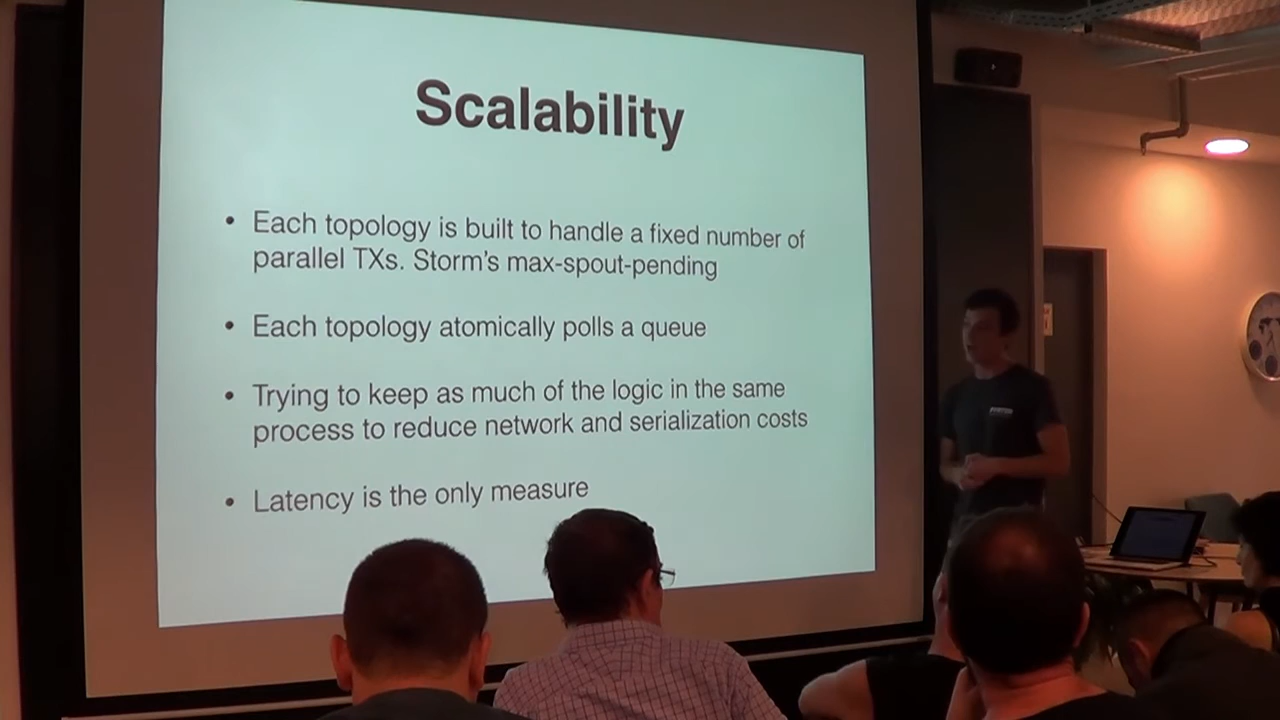 Scalability
• Each topology is built to handle a fixed number of
parallel TXs. Storm's max-spout-pending
• Each topology atomically polls a queue
• Trying to keep as much of the logic in the same
process to reduce network and serialization costs
• Latency is the only measure